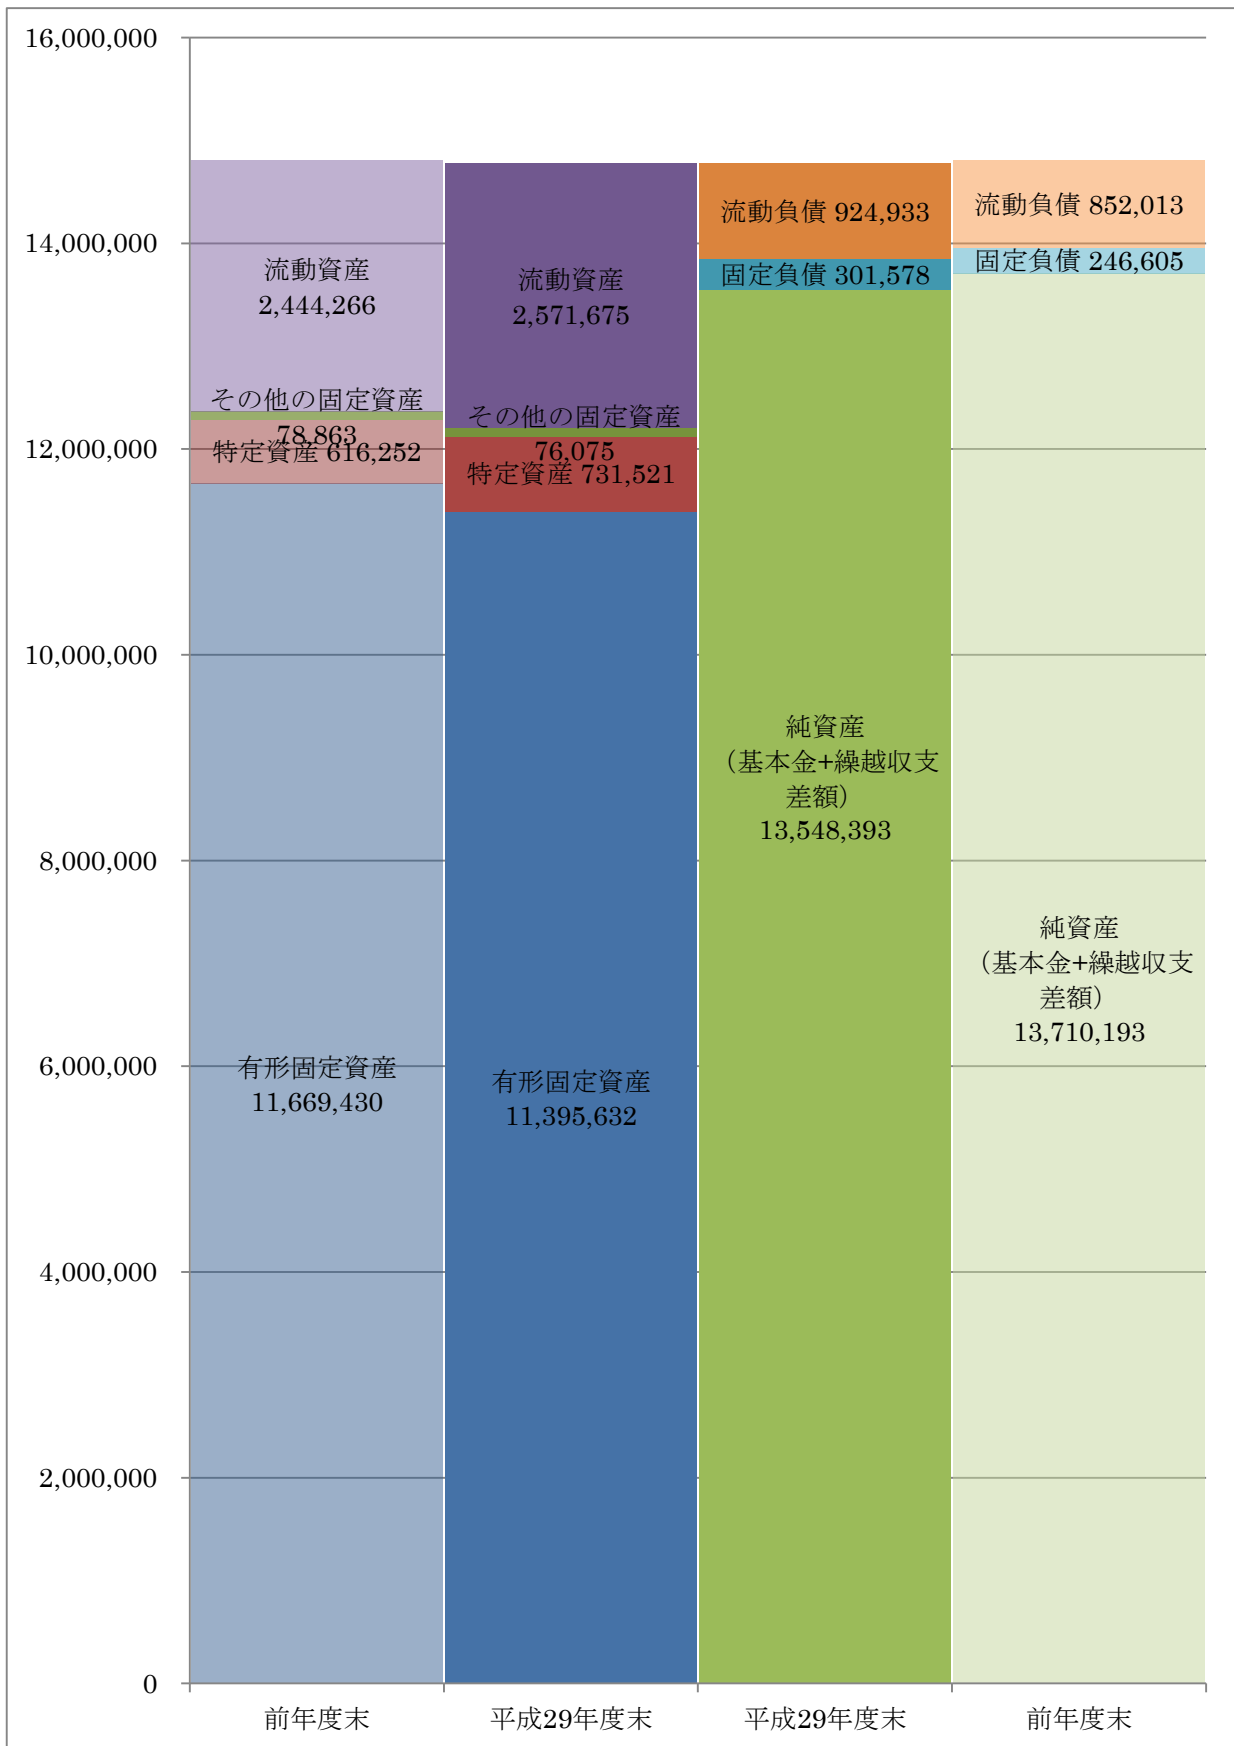 16,000,000
14,000,000
12,000,000
10,000,000
8,000,000
6,000,000
4,000,000
2,000,000
0
流動資産
2,444,266
その他の固定資産
78,863
特定資産 616,252
有形固定資産
11,669,430
流動資産
2,571,675
その他の固定資産
76,075
特定資産 731,521
有形固定資産
11,395,632
流動負債 924,933
固定負債 301,578
純資産
（基本金+繰越収支
差額）
13,548,393
流動負債 852,013
固定負債 246,605
純資産
（基本金+繰越収支
差額）
13,710,193
前年度末
平成29年度末
平成29年度末
前年度末